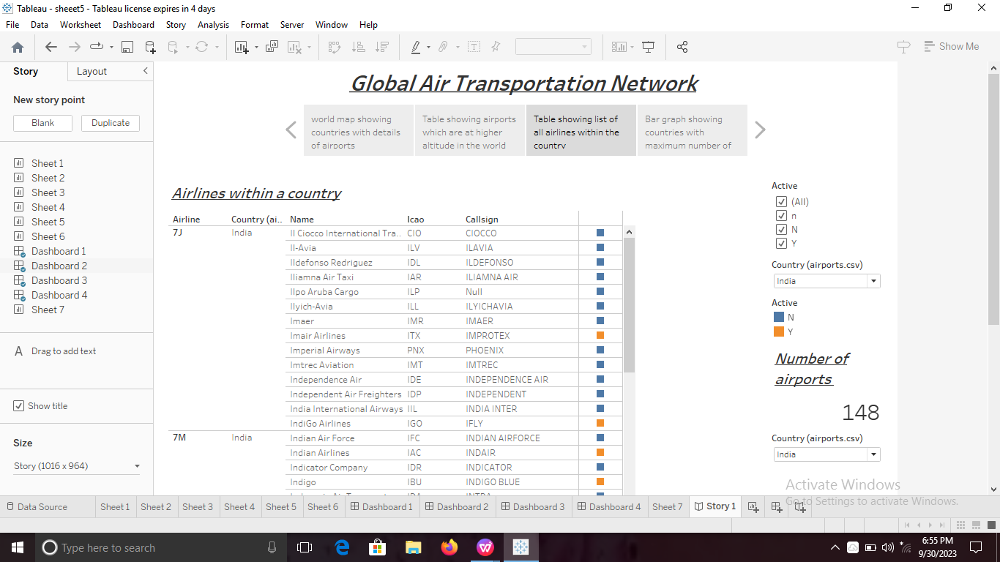 Tableau - sheeet5 - Tableau license expires in 4 days
File Data Worksheet Dashboard Story Analysis Format Server Window Help
Show Me
Story Layout
New story point
Blank Duplicate
Sheet 1
Sheet 2
Sheet 3
Sheet 4
Sheet 5
Sheet 6
Dashboard 1
Dashboard 2
Dashboard 3
Dashboard 4
Sheet 7
A Drag to add text
Show title
Size
Story (1016 x 964)
Global Air Transportation Network
world map showing
countries with details
of airports
Table showing airports
which are at higher
altitude in the world
Table showing list of
all airlines within the
country
Bar graph showing
countries with
maximum number of
Airlines within a country
Airline Country (ai.. Name Icao Callsign
7J India Il Ciocco International Tra.. CIO CIOCCO
Il-Avia ILV ILAVIA
Ildefonso Redriguez IDL ILDEFONSO
Iliamna Air Taxi IAR ILIAMNA AIR
Ilpo Aruba Cargo ILP Null
Ilyich-Avia ILL ILYICHAVIA
Imaer IMR IMAER
Imair Airlines ITX IMPROTEX
Imperial Airways PNX PHOENIX
Imtrec Aviation IMT IMTREC
Independence Air IDE INDEPENDENCE AIR
Independent Air Freighters IDP INDEPENDENT
India International Airways IIL INDIA INTER
IndiGo Airlines IGO IFLY
7M India Indian Air Force IFC INDIAN AIRFORCE
Indian Airlines IAC INDAIR
Indicator Company IDR INDICATOR
Indigo IBU INDIGO BLUE
Active
(All)
n
N
Y
Country (airports.csv)
India
Active
N
Y
Number of
airports
148
Country (airports.csv)
India
Activate Windows
Go to Settings to activate Windows.
Data Source Sheet 1 Sheet 2 Sheet 3 Sheet 4 Sheet 5 Sheet 6 Dashboard 1 Dashboard 2 Dashboard 3 Dashboard 4 Sheet 7 Story 1
Type here to search
6:55 PM
9/30/2023